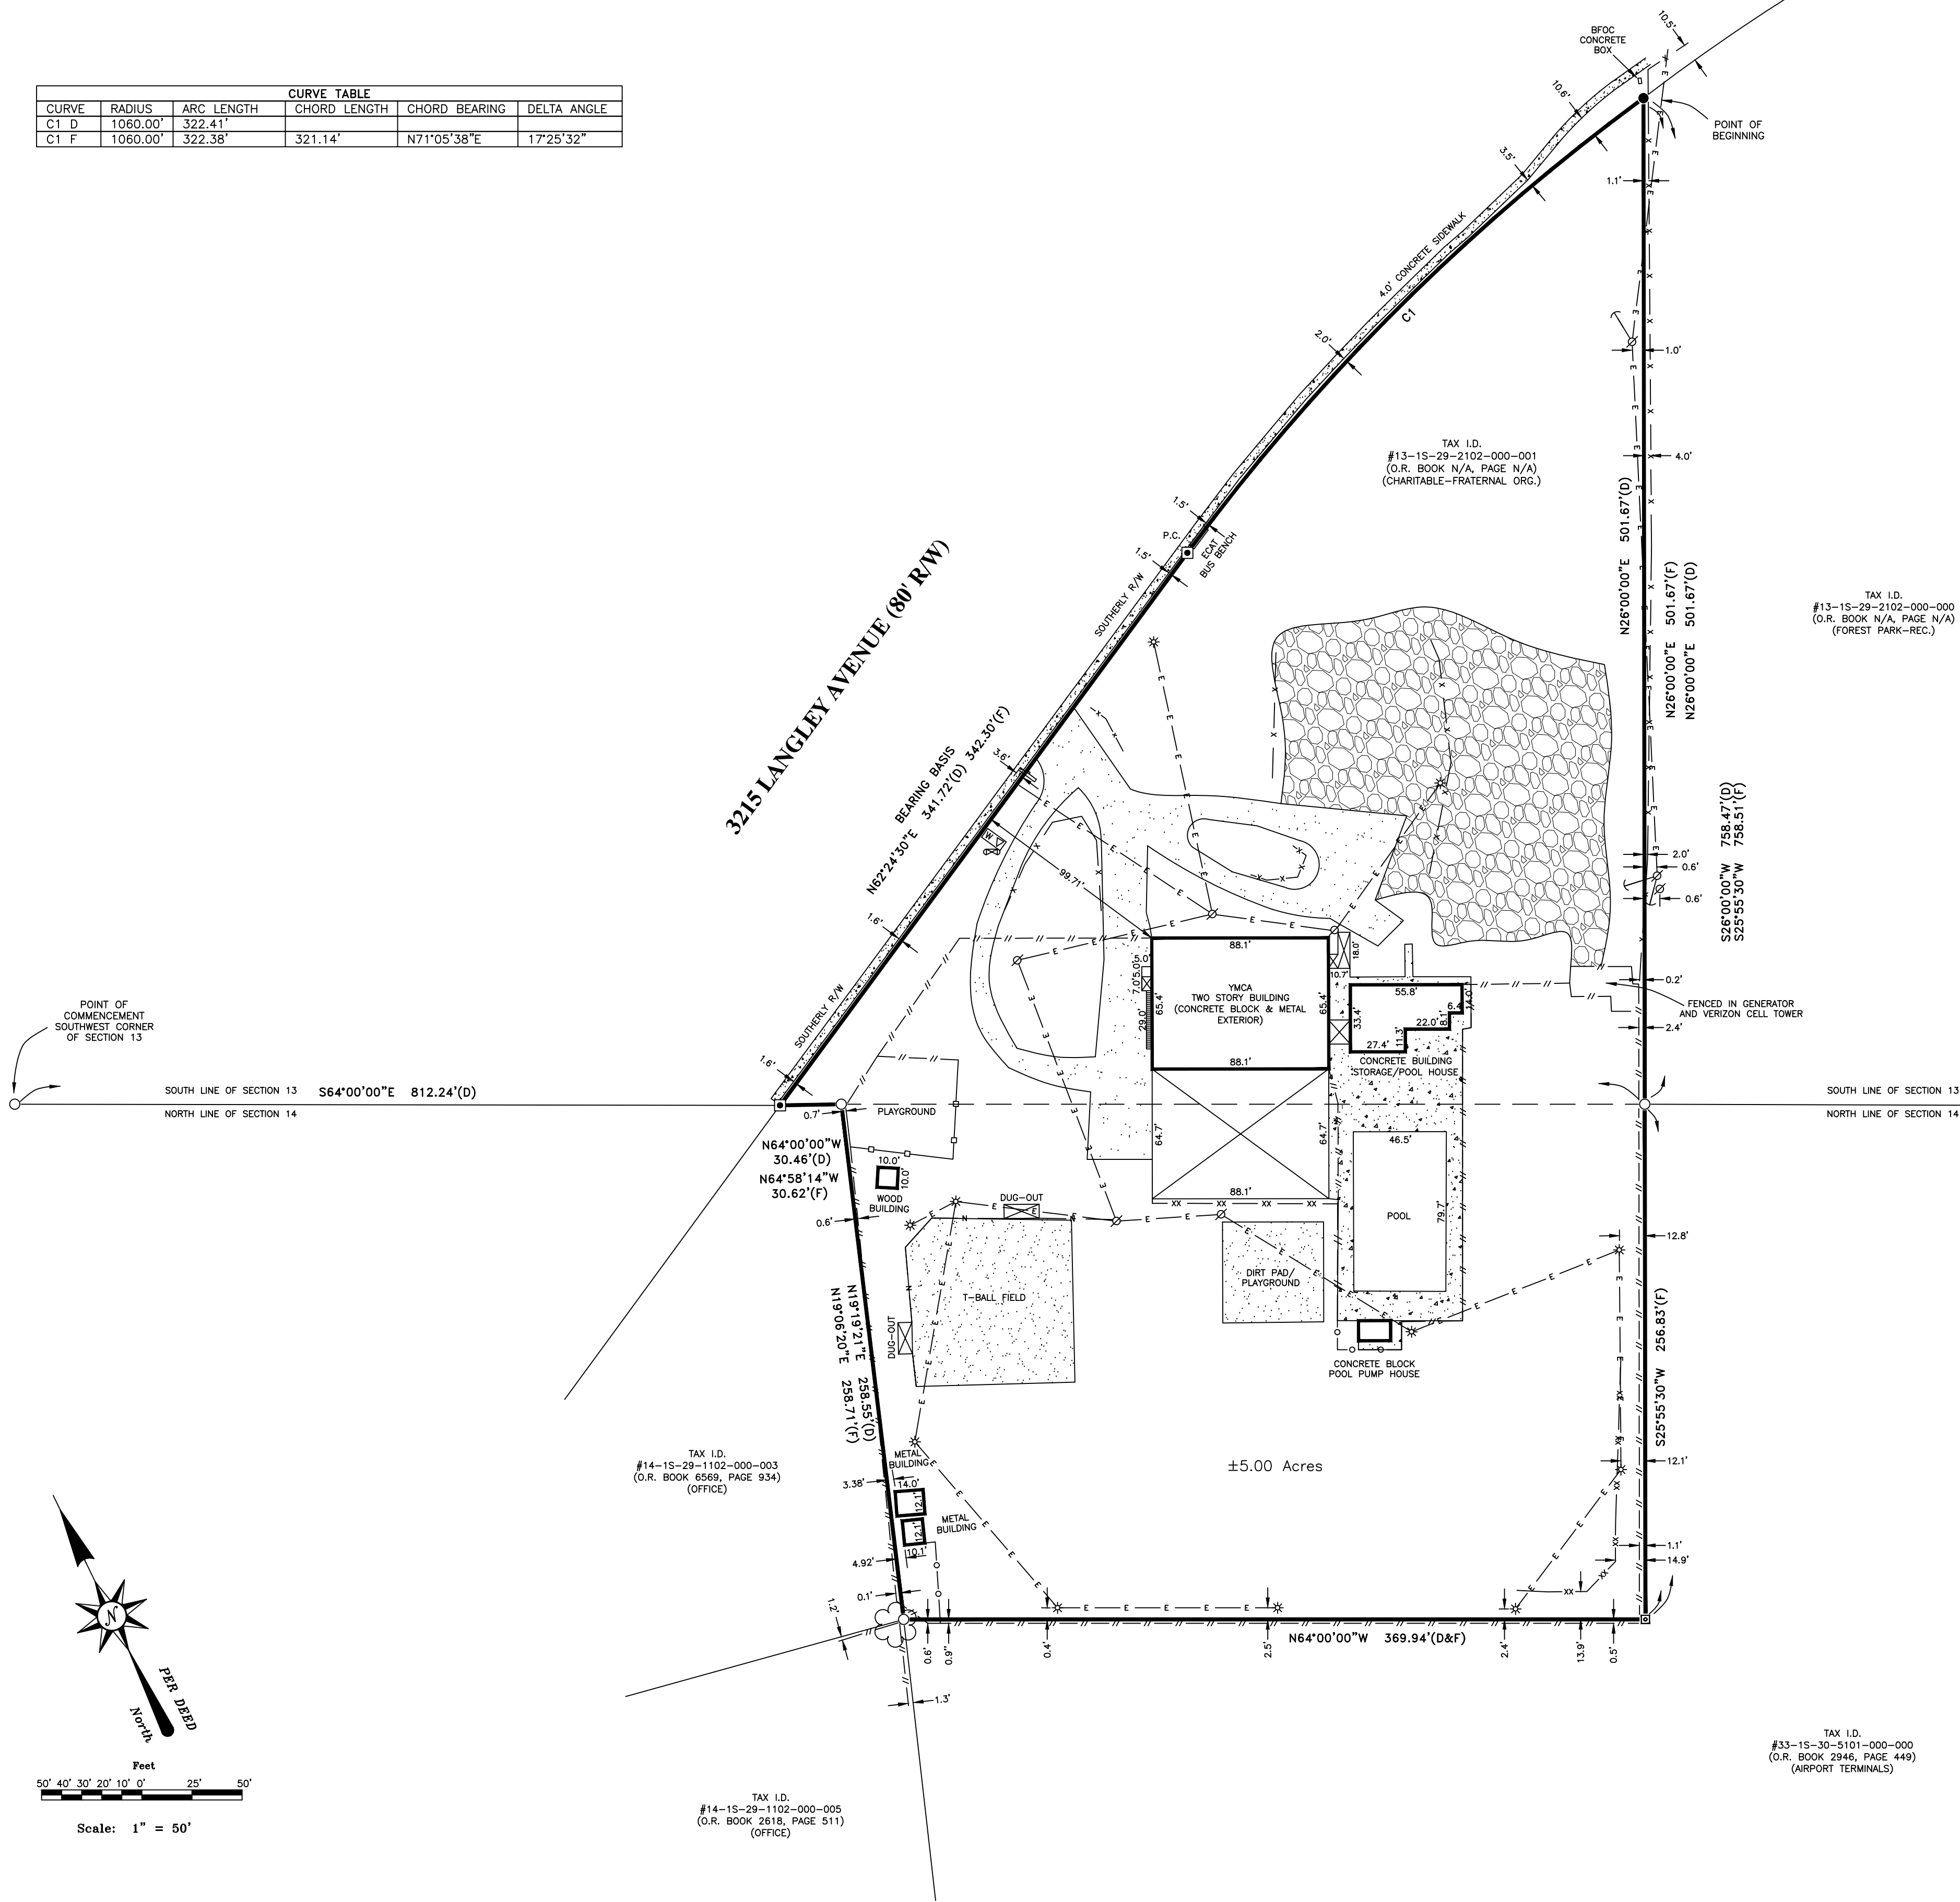 CURVE TABLE
CURVE RADIUS ARC LENGTH CHORD LENGTH CHORD BEARING DELTA ANGLE
C1 D 1060.00' 322.41'
C1 F 1060.00' 322.38' 321.14' N71°05'38"E 17°25'32"
BFOC
CONCRETE
BOX
10.5'
10.6'
3.5'
POINT OF
BEGINNING
1.1'
4.0' CONCRETE SIDEWALK
C1
2.0'
1.0'
TAX I.D.
#13-1S-29-2102-000-001
(O.R. BOOK N/A, PAGE N/A)
(CHARITABLE-FRATERNAL ORG.)
4.0'
N26°00'00"E 501.67'(D)
N26°00'00"E 501.67'(F)
N26°00'00"E 501.67'(D)
TAX I.D.
#13-1S-29-2102-000-000
(O.R. BOOK N/A, PAGE N/A)
(FOREST PARK-REC.)
1.5'
P.C.
ECAT
BUS BENCH
1.5'
SOUTHERLY R/W
3215 LANGLEY AVENUE (80' R/W)
BEARING BASIS
N62°24'30"E 341.72'(D) 342.30'(F)
3.6'
W
99.71'
1.6'
S26°00'00"W 758.47'(D)
S25°55'30"W 758.51'(F)
2.0'
0.6'
0.6'
88.1'
18.0'
10.7'
5.0'
5.0'
7.0'
29.0'
65.4'
YMCA
TWO STORY BUILDING
(CONCRETE BLOCK & METAL
EXTERIOR)
65.4'
88.1'
55.8'
33.4'
6.4'
14.0'
8.1'
22.0'
11.3'
27.4'
CONCRETE BUILDING
STORAGE/POOL HOUSE
0.2'
FENCED IN GENERATOR
AND VERIZON CELL TOWER
2.4'
POINT OF
COMMENCEMENT
SOUTHWEST CORNER
OF SECTION 13
SOUTHERLY R/W
1.6'
SOUTH LINE OF SECTION 13 S64°00'00"E 812.24'(D)
NORTH LINE OF SECTION 14
SOUTH LINE OF SECTION 13
NORTH LINE OF SECTION 14
0.7'
PLAYGROUND
N64°00'00"W
30.46'(D)
N64°58'14"W
30.62'(F)
10.0'
10.0'
WOOD
BUILDING
0.6'
64.7'
64.7'
88.1'
46.5'
POOL
79.7'
DUG-OUT
T-BALL FIELD
DUG-OUT
DIRT PAD/
PLAYGROUND
CONCRETE BLOCK
POOL PUMP HOUSE
12.8'
S25°55'30"W 256.83'(F)
N19°19'21"E 258.55'(D)
N19°06'20"E 258.71'(F)
TAX I.D.
#14-1S-29-1102-000-003
(O.R. BOOK 6569, PAGE 934)
(OFFICE)
METAL
BUILDING
3.38'
14.0'
12.1'
METAL
BUILDING
12.1'
10.1'
4.92'
0.1'
±5.00 Acres
12.1'
1.1'
14.9'
1.2'
0.6'
0.9"
0.4'
2.5'
N64°00'00"W 369.94'(D&F)
2.4'
13.9'
0.5'
1.3'
N
PER DEED
North
Feet
50' 40' 30' 20' 10' 0' 25' 50'
Scale: 1" = 50'
TAX I.D.
#14-1S-29-1102-000-005
(O.R. BOOK 2618, PAGE 511)
(OFFICE)
TAX I.D.
#33-1S-30-5101-000-000
(O.R. BOOK 2946, PAGE 449)
(AIRPORT TERMINALS)